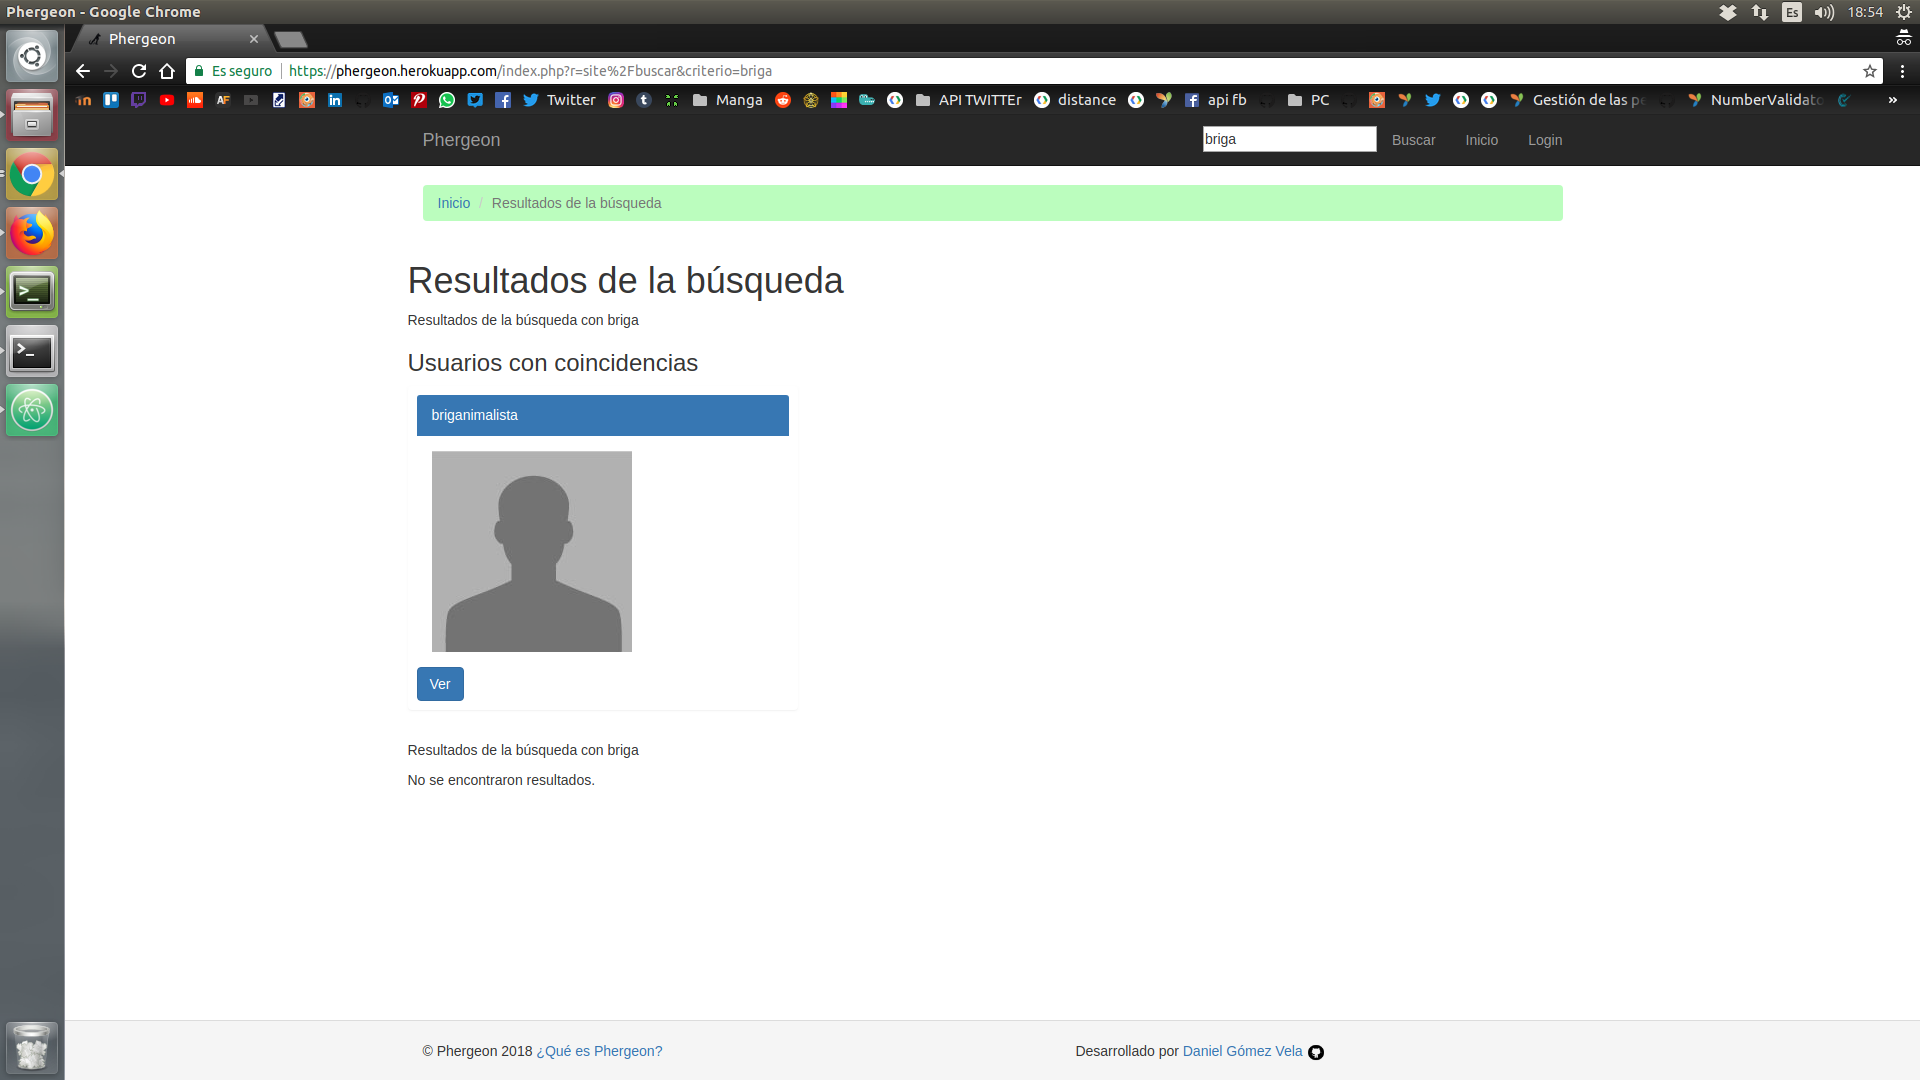 Phergeon - Google Chrome
Es
18:54
Phergeon
Es seguro
https://phergeon.herokuapp.com/index.php?r=site%2Fbuscar&criterio=briga
Twitter
Manga
API TWITTEr
distance
api fb
PC
Gestión de las pe
NumberValidato
»
Phergeon
briga
Buscar
Inicio
Login
Inicio / Resultados de la búsqueda
Resultados de la búsqueda
Resultados de la búsqueda con briga
Usuarios con coincidencias
briganimalista
Ver
Resultados de la búsqueda con briga
No se encontraron resultados.
© Phergeon 2018 ¿Qué es Phergeon?
Desarrollado por Daniel Gómez Vela